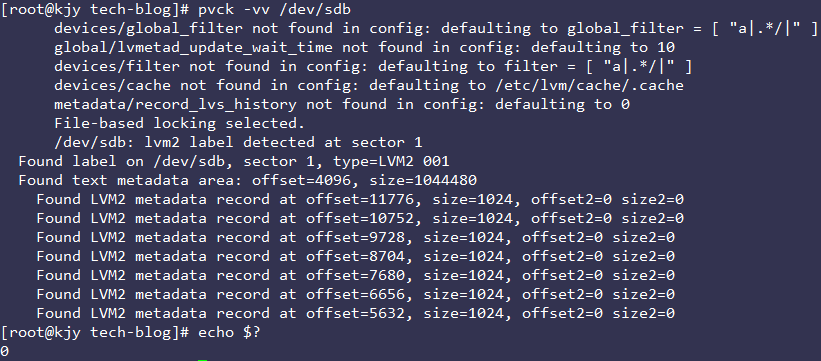 [root@kjy tech-blog]# pvck -vv /dev/sdb
      devices/global_filter not found in config: defaulting to global_filter = [ "a|.*/|" ]
      global/lvmetad_update_wait_time not found in config: defaulting to 10
      devices/filter not found in config: defaulting to filter = [ "a|.*/|" ]
      devices/cache not found in config: defaulting to /etc/lvm/cache/.cache
      metadata/record_lvs_history not found in config: defaulting to 0
      File-based locking selected.
      /dev/sdb: lvm2 label detected at sector 1
  Found label on /dev/sdb, sector 1, type=LVM2 001
  Found text metadata area: offset=4096, size=1044480
    Found LVM2 metadata record at offset=11776, size=1024, offset2=0 size2=0
    Found LVM2 metadata record at offset=10752, size=1024, offset2=0 size2=0
    Found LVM2 metadata record at offset=9728, size=1024, offset2=0 size2=0
    Found LVM2 metadata record at offset=8704, size=1024, offset2=0 size2=0
    Found LVM2 metadata record at offset=7680, size=1024, offset2=0 size2=0
    Found LVM2 metadata record at offset=6656, size=1024, offset2=0 size2=0
    Found LVM2 metadata record at offset=5632, size=1024, offset2=0 size2=0
[root@kjy tech-blog]# echo $?
0